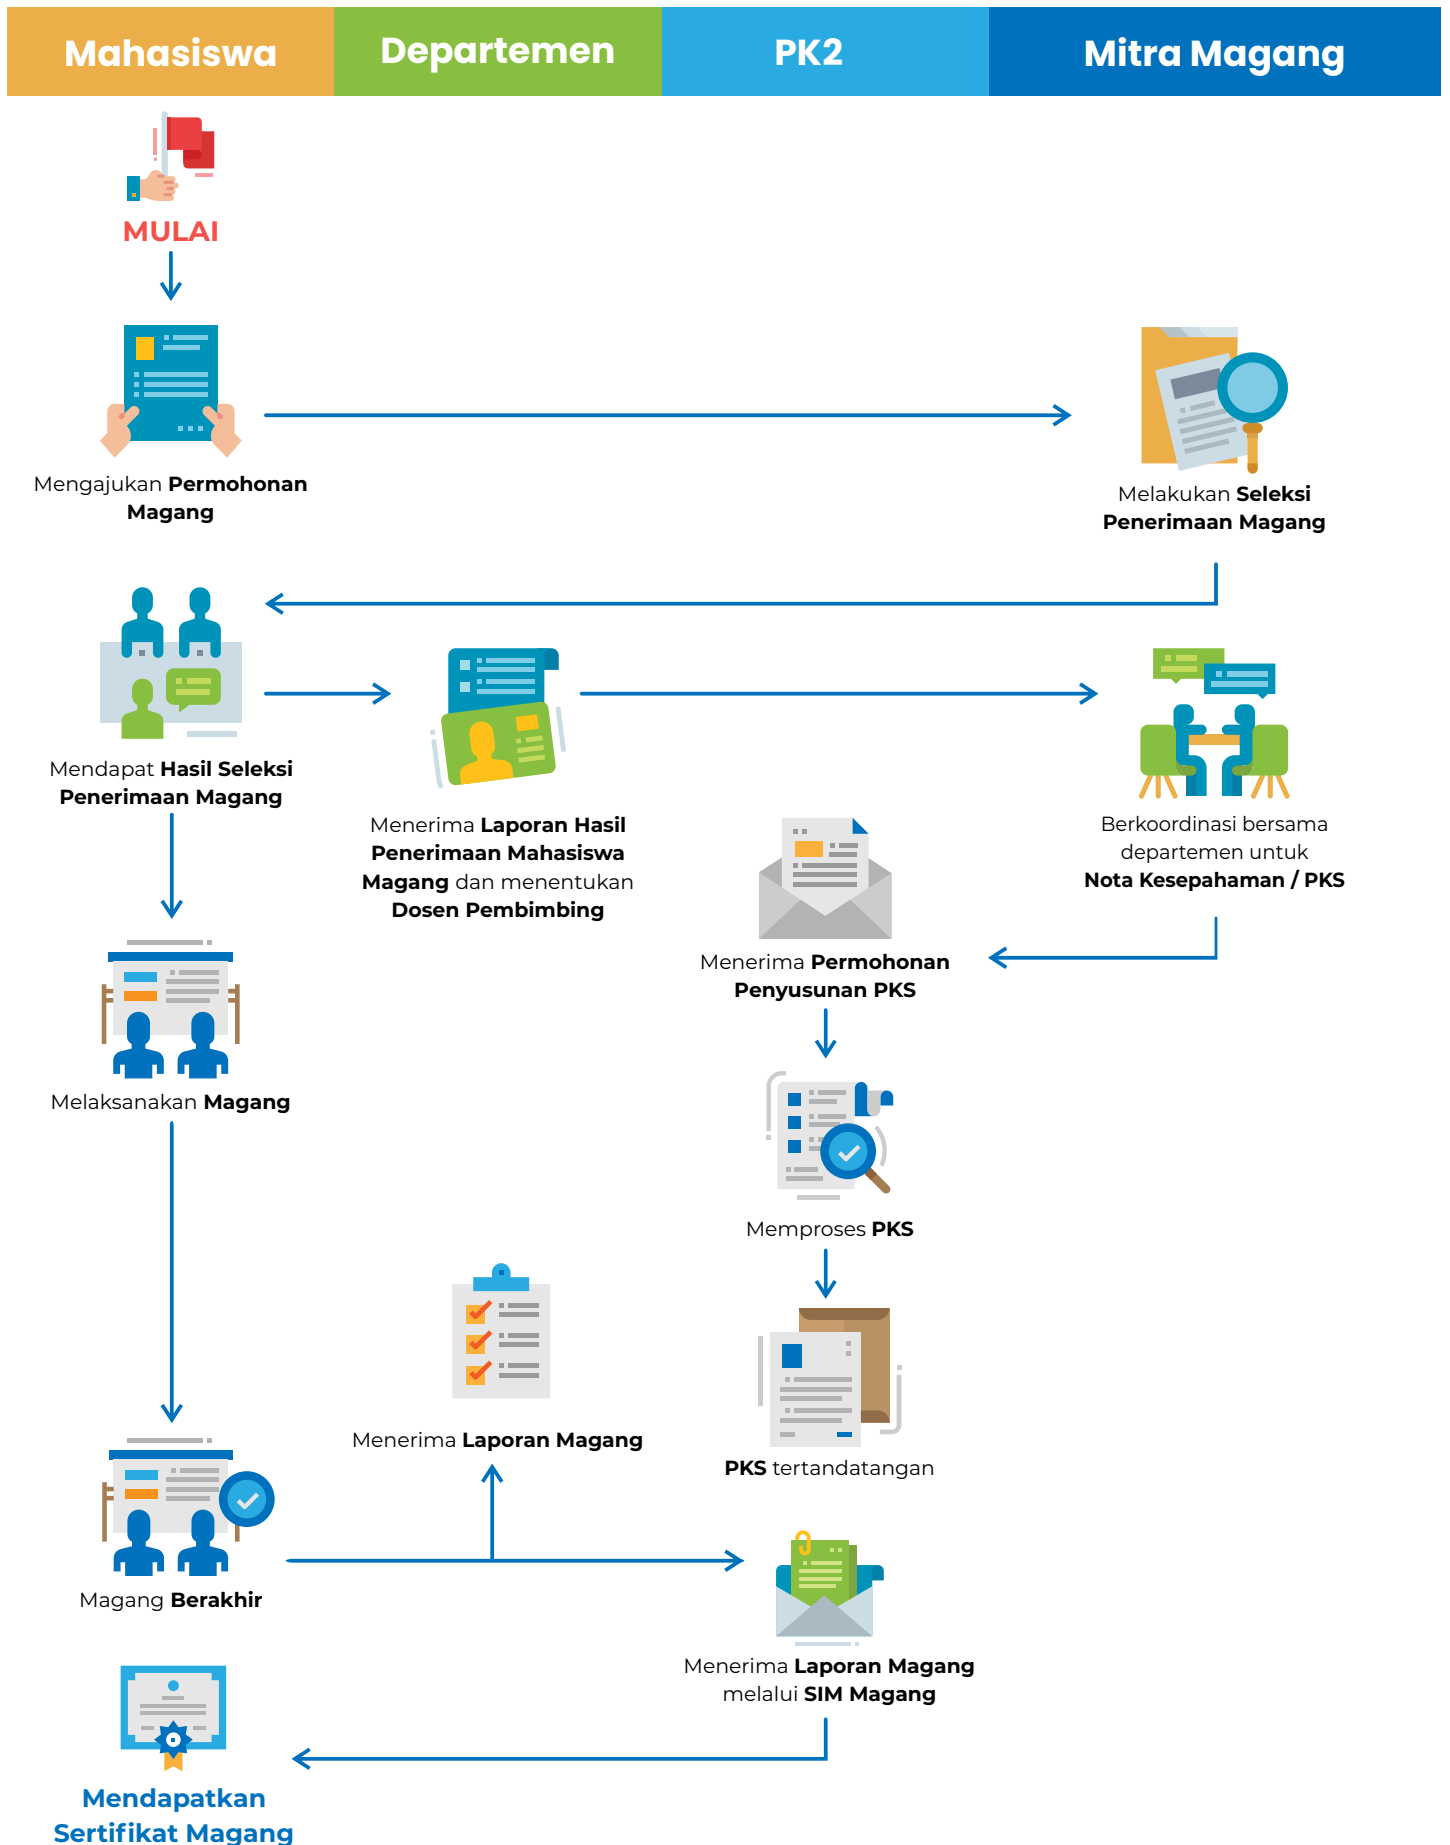 Mahasiswa
Departemen
PK2
Mitra Magang
MULAI
Mengajukan Permohonan
Magang
Melakukan Seleksi
Penerimaan Magang
Mendapat Hasil Seleksi
Penerimaan Magang
Menerima Laporan Hasil
Penerimaan Mahasiswa
Magang dan menentukan
Dosen Pembimbing
Berkoordinasi bersama
departemen untuk
Nota Kesepahaman / PKS
Menerima Permohonan
Penyusunan PKS
Melaksanakan Magang
Memproses PKS
Menerima Laporan Magang
PKS tertandatangan
Magang Berakhir
Menerima Laporan Magang
melalui SIM Magang
Mendapatkan
Sertifikat Magang